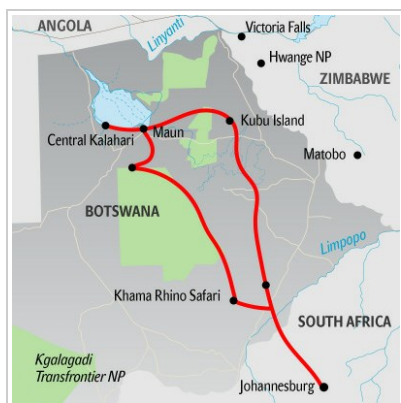 ANGOLA
Linyanti
Victoria Falls
Hwange NP
ZIMBABWE
Central Kalahari
Maun
Kubu Island
Matobo
BOTSWANA
Limpopo
Khama Rhino Safari
SOUTH AFRICA
Kgalagadi
Transfrontier NP
Johannesburg